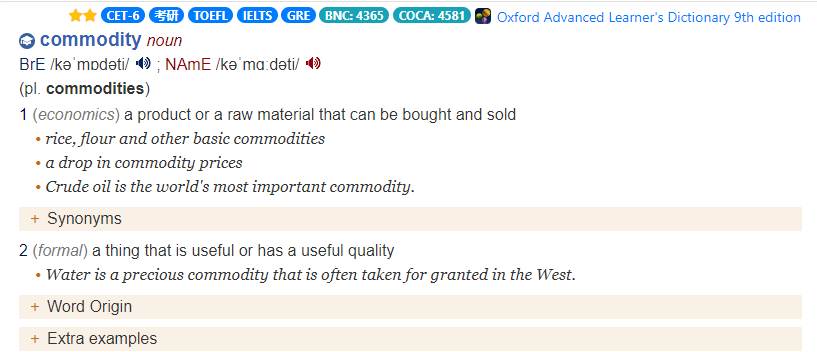 CET-6 考研 TOEFL IELTS GRE BNC: 4365 COCA: 4581 Oxford Advanced Learner's Dictionary 9th edition
commodity noun
BrE /kəˈmɒdəti/ ; NAmE /kəˈmɑːdəti/
(pl. commodities)
1 (economics) a product or a raw material that can be bought and sold
• rice, flour and other basic commodities
• a drop in commodity prices
• Crude oil is the world's most important commodity.
+ Synonyms
2 (formal) a thing that is useful or has a useful quality
• Water is a precious commodity that is often taken for granted in the West.
+ Word Origin
+ Extra examples